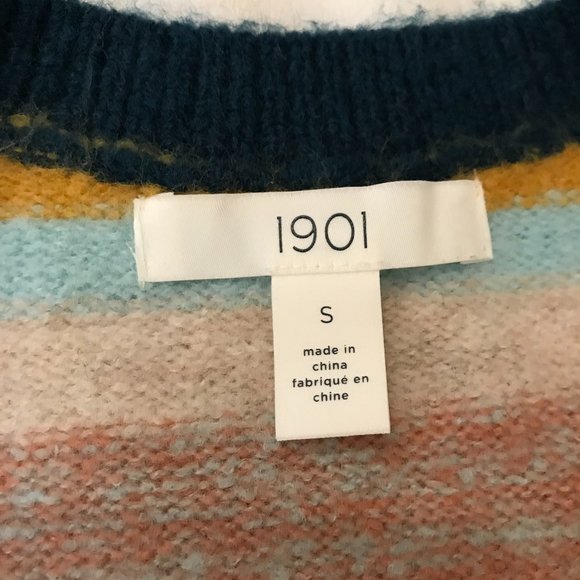 1901
S
made in
china
fabriqué en
chine